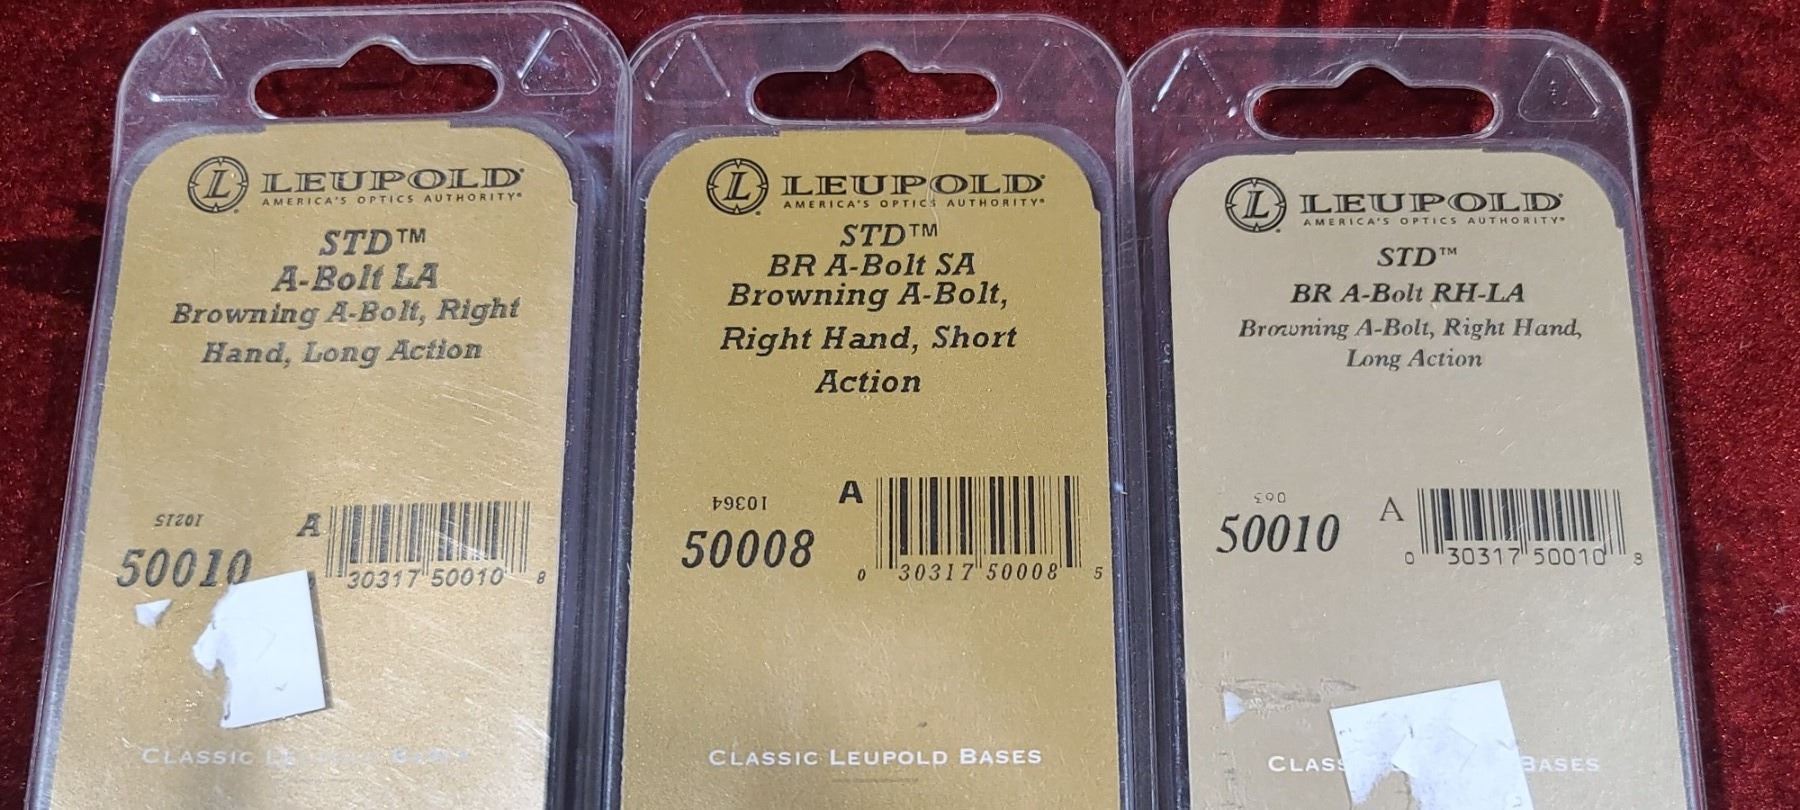 L LEUPOLD®
AMERICA'S OPTICS AUTHORITY®
STD™
A-Bolt LA
Browning A-Bolt, Right
Hand, Long Action
10215
A
50010
30317 50010 8
CLASSIC
L LEUPOLD®
AMERICA'S OPTICS AUTHORITY®
STD™
BR A-Bolt SA
Browning A-Bolt,
Right Hand, Short
Action
10364
A
50008
0 30317 50008 5
CLASSIC LEUPOLD BASES
L LEUPOLD®
AMERICA'S OPTICS AUTHORITY®
STD™
BR A-Bolt RH-LA
Browning A-Bolt, Right Hand,
Long Action
063
A
50010
0 30317 50010 8
BASES